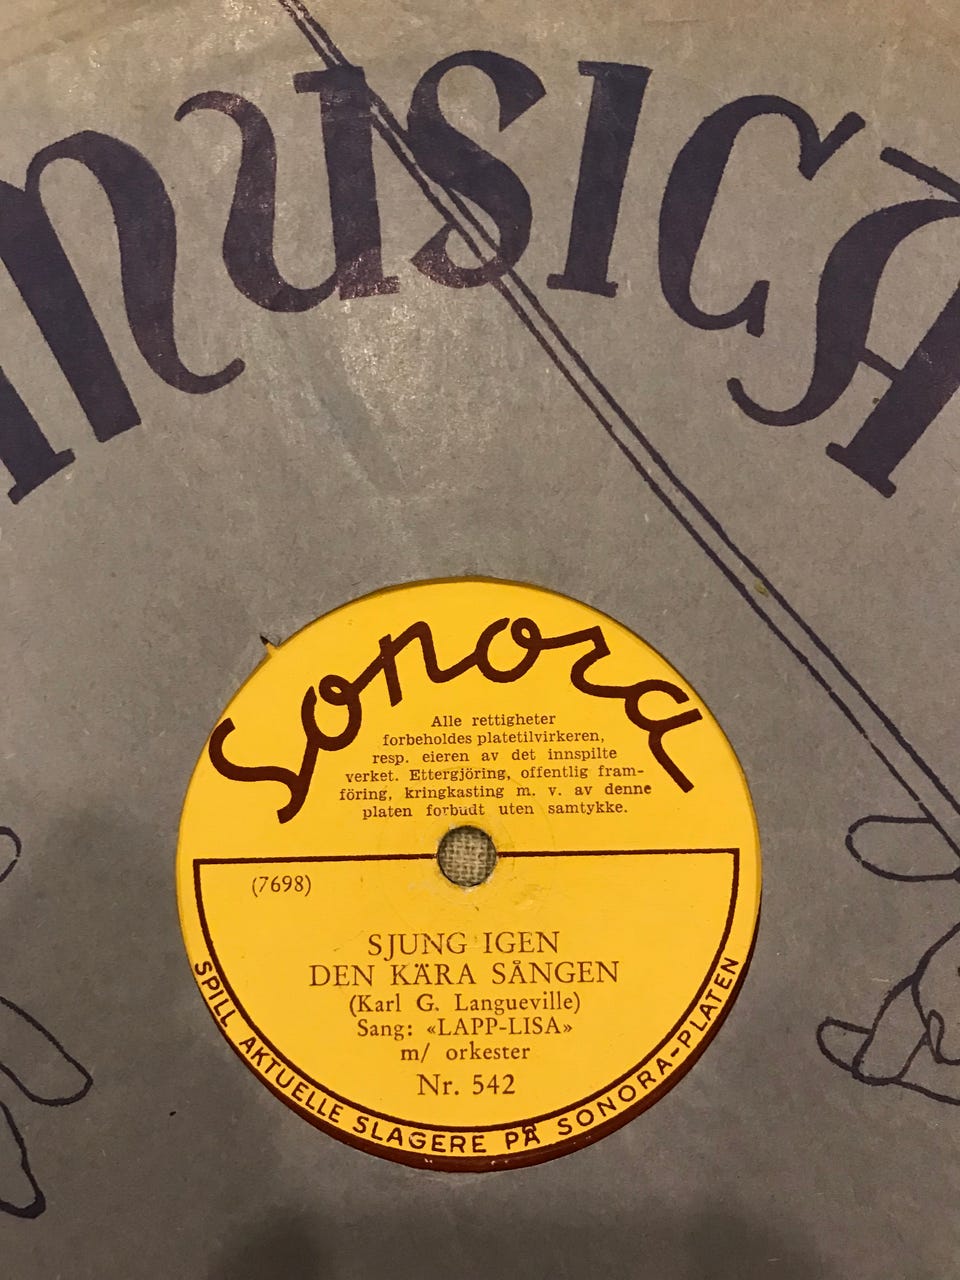 MUSICA
Sonora
Alle rettigheter
forbeholdes platetilvirkeren,
resp. eieren av det innspilte
verket. Ettergjöring, offentlig fram-
föring, kringkasting m. v. av denne
platen forbudt uten samtykke.
(7698)
SJUNG IGEN
DEN KÄRA SÅNGEN
(Karl G. Langueville)
Sang: «LAPP-LISA»
m/ orkester
Nr. 542
SPILL AKTUELLE SLAGERE PÅ SONORA-PLATEN